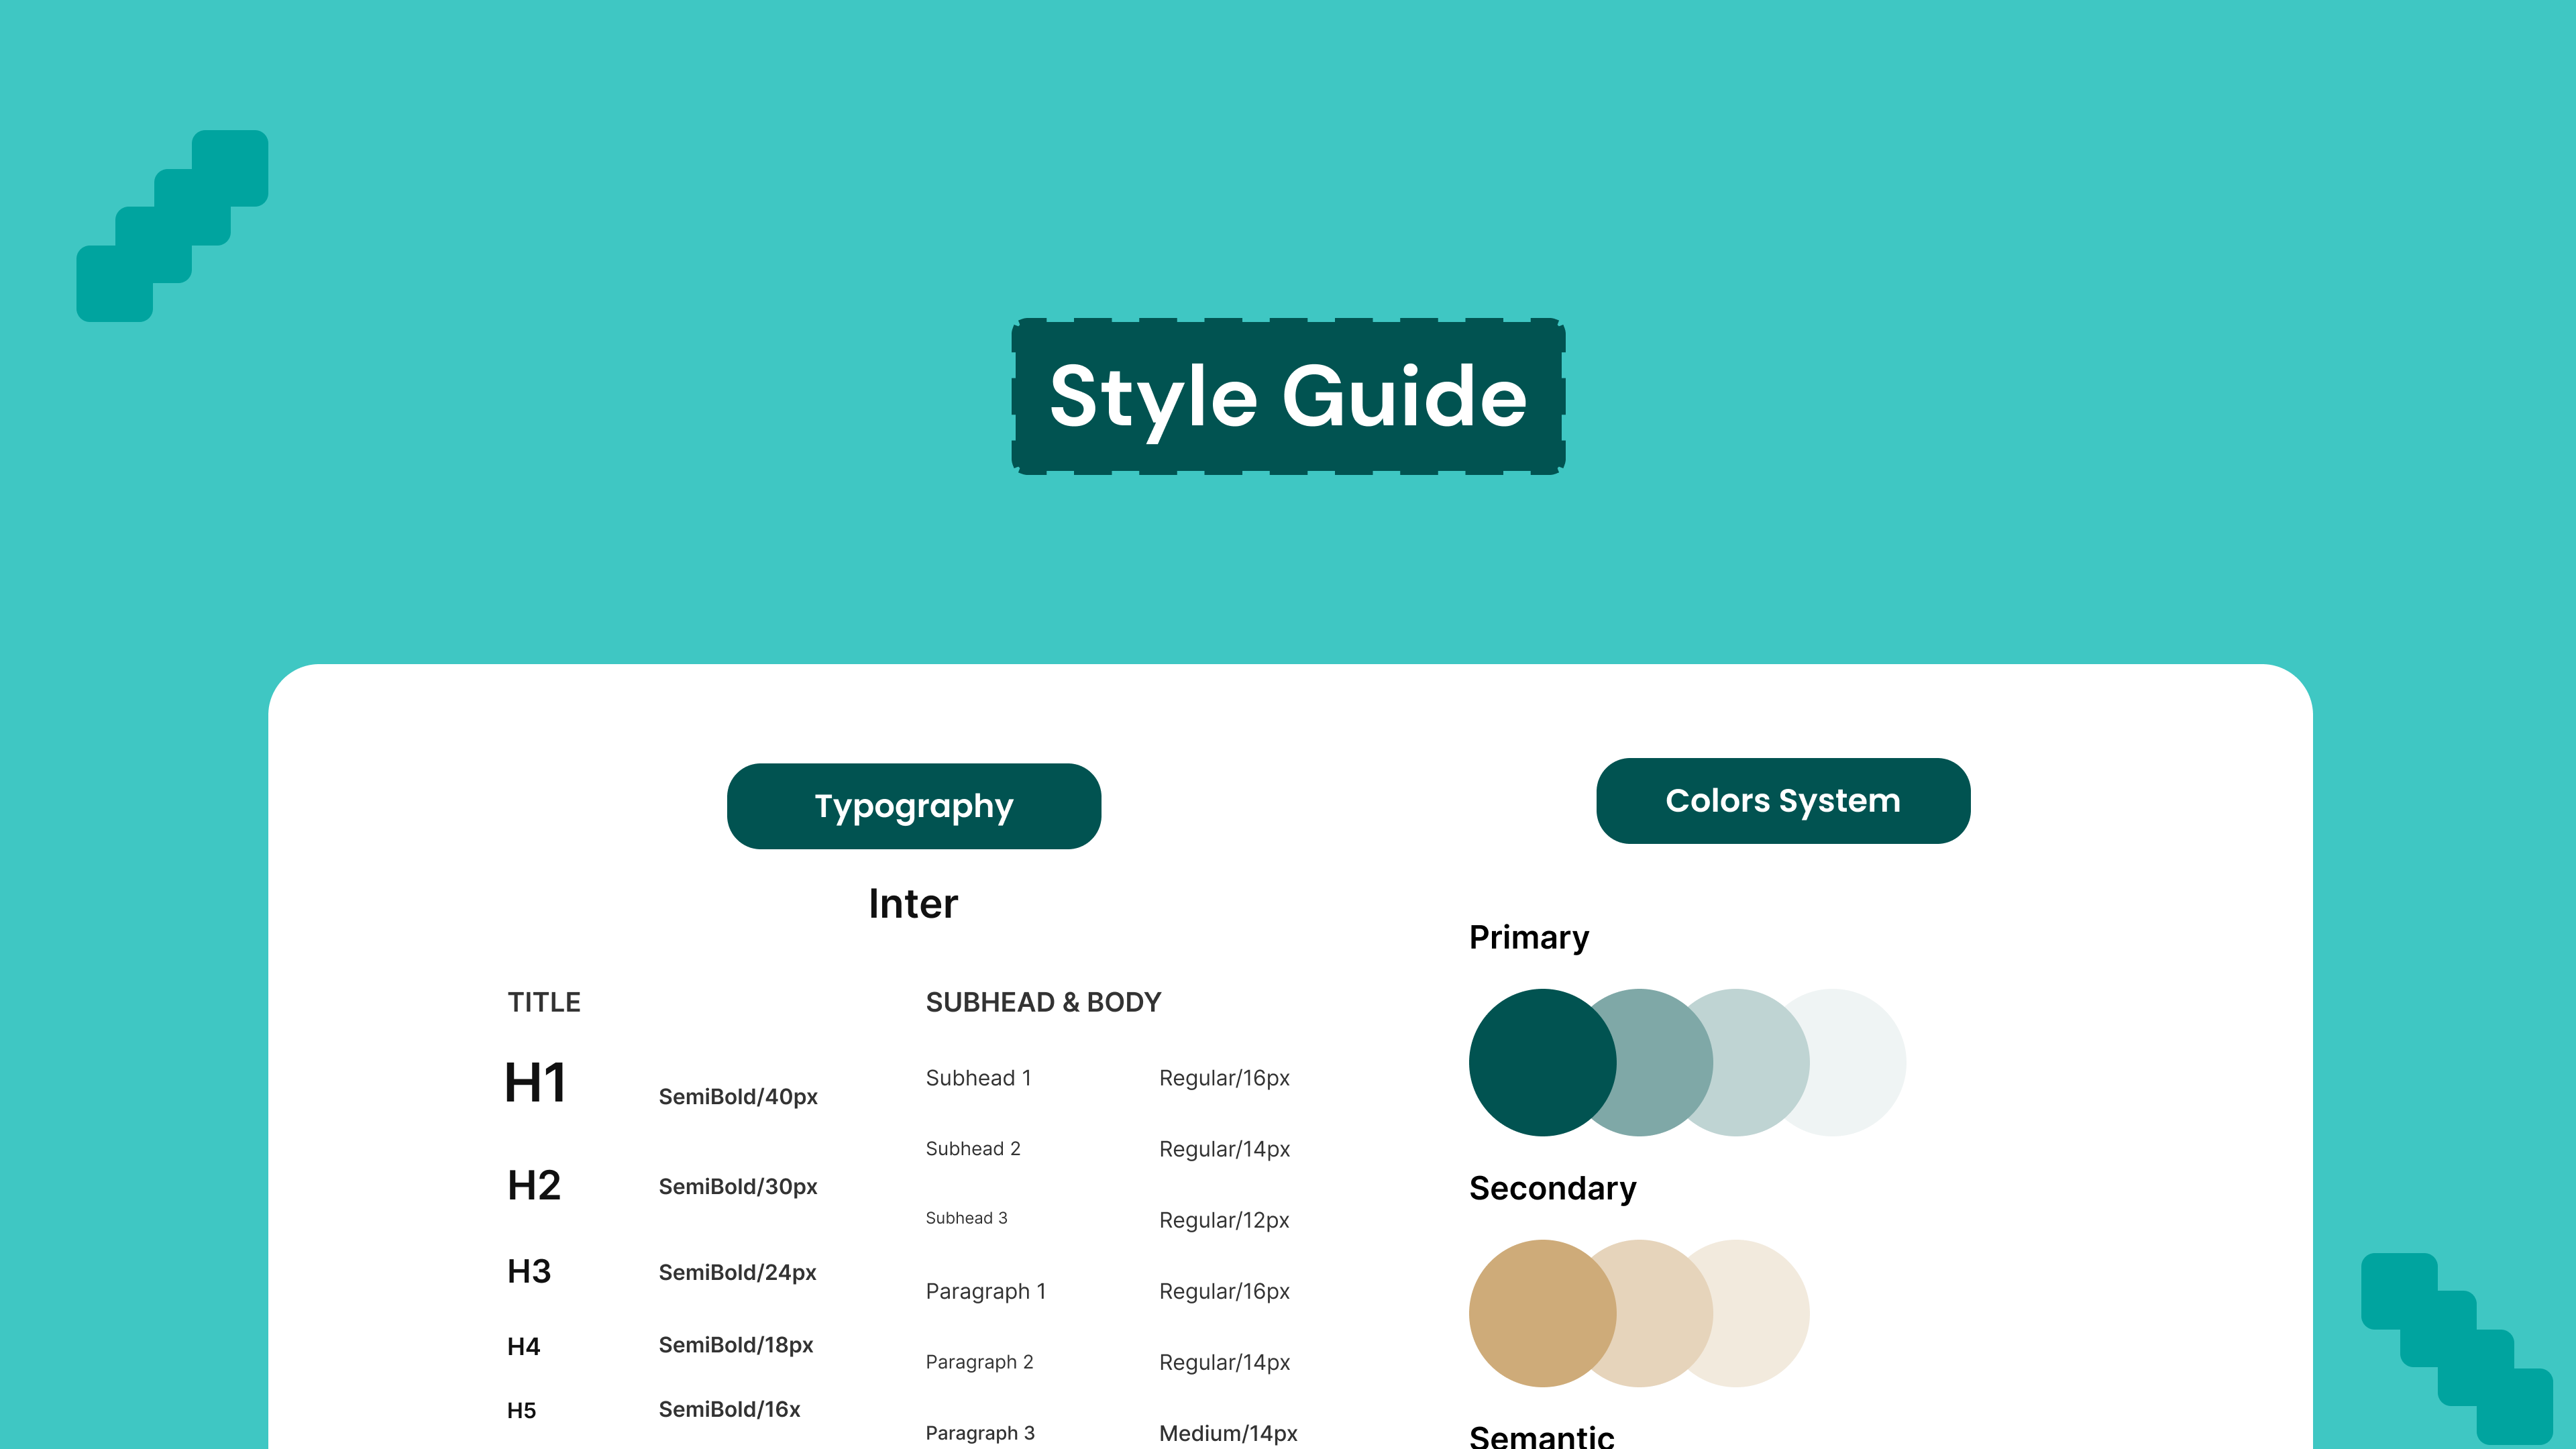 Style Guide
Typography
Inter
TITLE
H1 SemiBold/40px
H2 SemiBold/30px
H3 SemiBold/24px
H4 SemiBold/18px
H5 SemiBold/16x
SUBHEAD & BODY
Subhead 1 Regular/16px
Subhead 2 Regular/14px
Subhead 3 Regular/12px
Paragraph 1 Regular/16px
Paragraph 2 Regular/14px
Paragraph 3 Medium/14px
Colors System
Primary
Secondary
Semantic